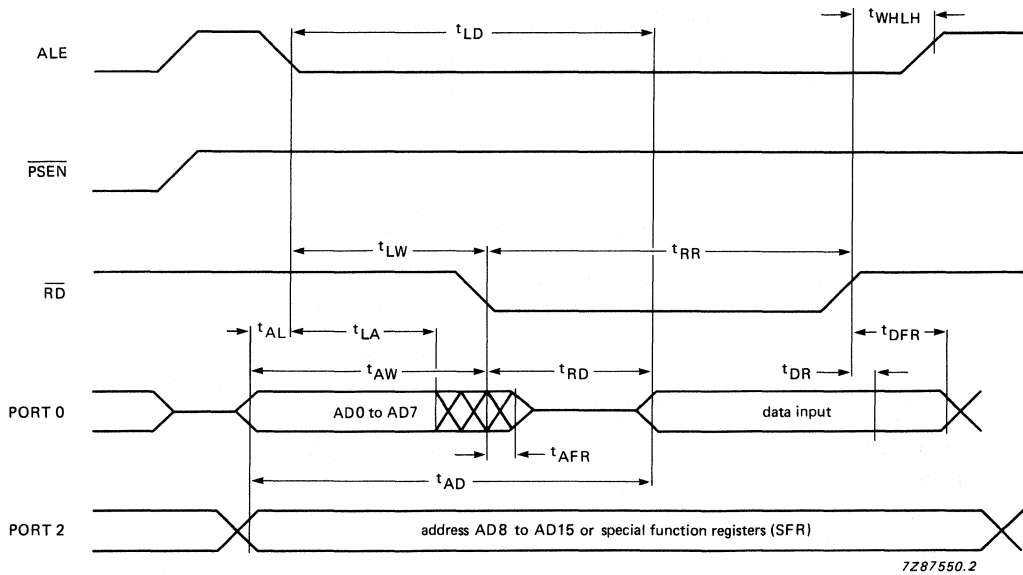 tWHLH
tLD
ALE
PSEN
tLW
tRR
RD
tAL
tLA
tDFR
tAW
tRD
tDR
PORT 0
AD0 to AD7
data input
tAFR
tAD
PORT 2
address AD8 to AD15 or special function registers (SFR)
7Z87550.2